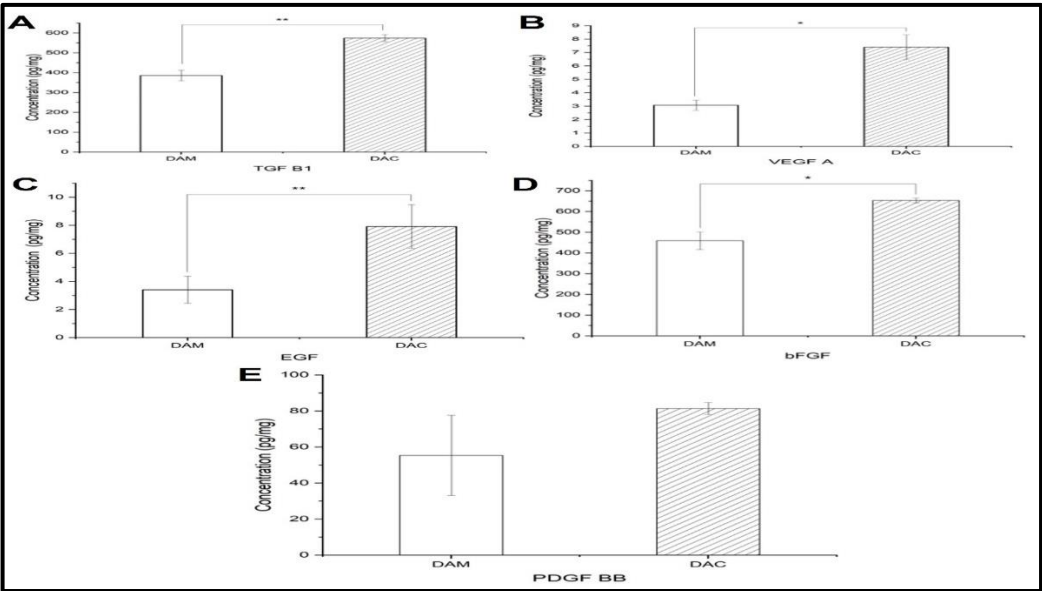 A
**
Concentration (pg/mg)
600
500
400
300
200
100
0
DAM
DAC
TGF B1
B
*
Concentration (pg/mg)
9
8
7
6
5
4
3
2
1
0
DAM
DAC
VEGF A
C
**
Concentration (pg/mg)
10
8
6
4
2
0
DAM
DAC
EGF
D
*
Concentration (pg/mg)
700
600
500
400
300
200
100
0
DAM
DAC
bFGF
E
Concentration (pg/mg)
100
80
60
40
20
0
DAM
DAC
PDGF BB